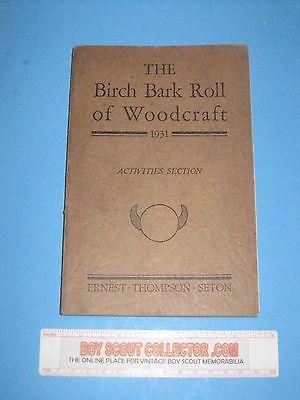 THE
Birch Bark Roll
of Woodcraft
1931
ACTIVITIES SECTION
ERNEST · THOMPSON · SETON
BOY SCOUT COLLECTOR .COM
THE ONLINE PLACE FOR VINTAGE BOY SCOUT MEMORABILIA